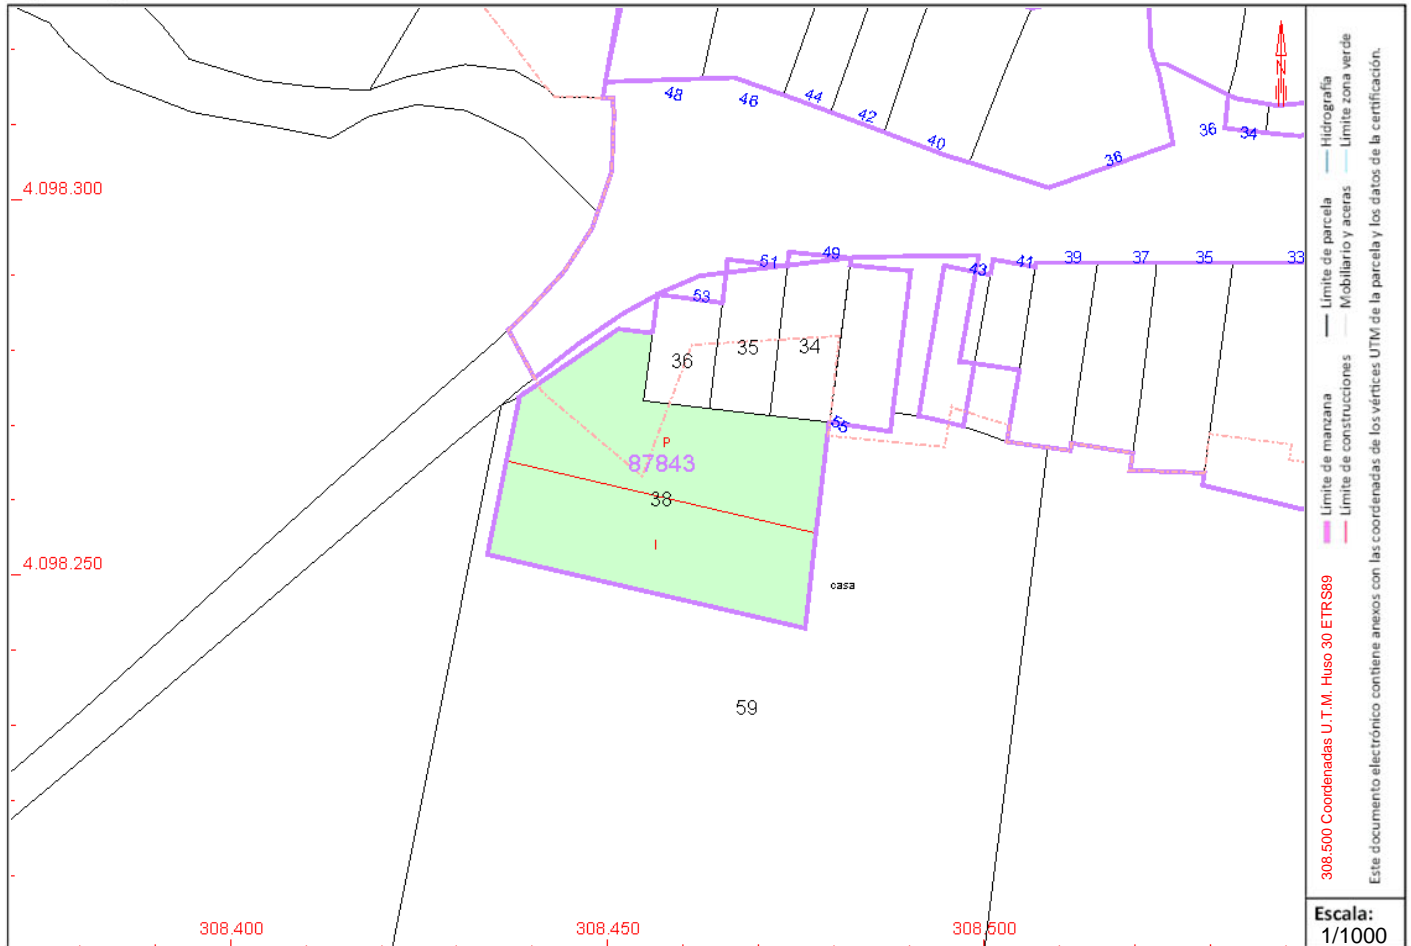 48
46
44
42
40
36
36
34
N
4.098.300
51
49
43
41
39
37
35
33
53
36
35
34
55
P
87843
38
I
4.098.250
casa
59
308.400
308.450
308.500
Límite de manzana
Límite de parcela
Hidrografía
Límite de construcciones
Mobiliario y aceras
Límite zona verde
308.500 Coordenadas U.T.M. Huso 30 ETRS89
Este documento electrónico contiene anexos con las coordenadas de los vértices UTM de la parcela y los datos de la certificación.
Escala:
1/1000